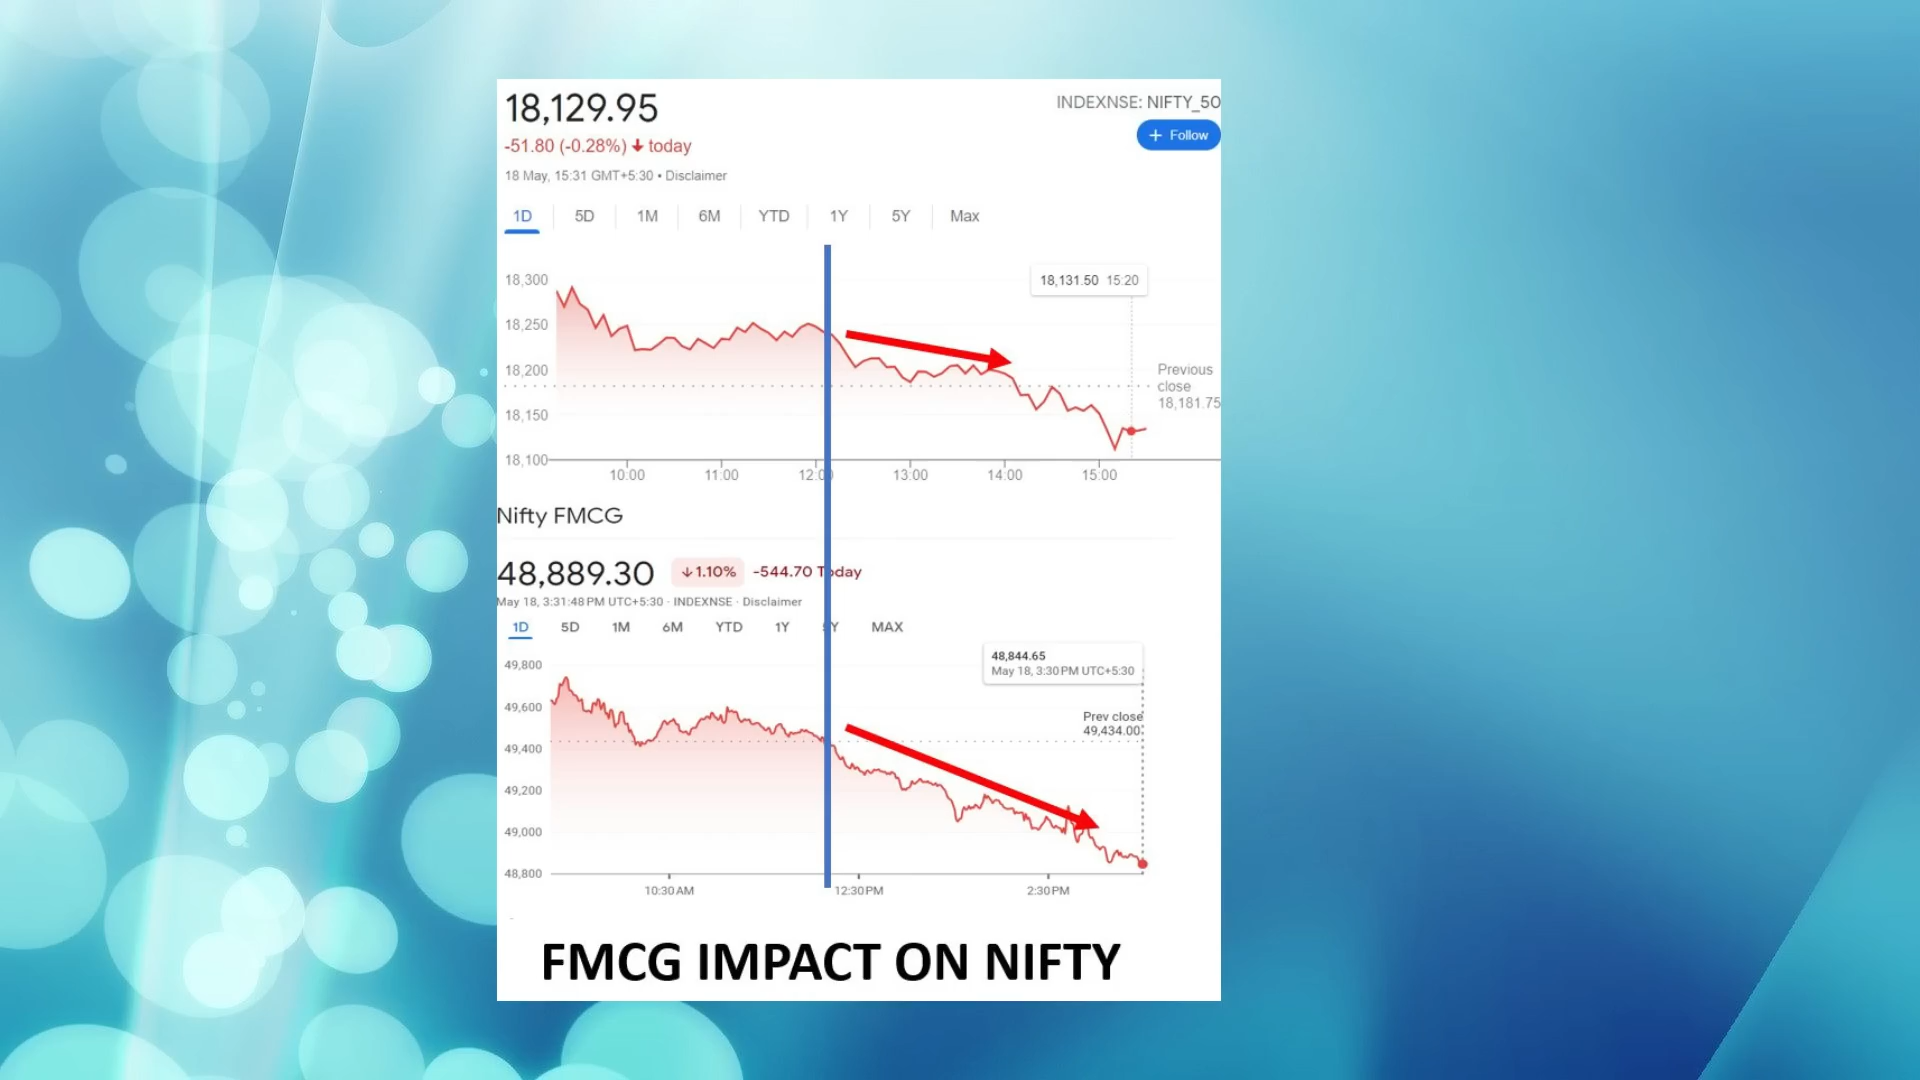 18,129.95
INDEXNSE: NIFTY_50
+ Follow
-51.80 (-0.28%) ↓ today
18 May, 15:31 GMT+5:30 • Disclaimer
1D 5D 1M 6M YTD 1Y 5Y Max
18,300
18,250
18,200
18,150
18,100
18,131.50 15:20
Previous
close
18,181.75
10:00 11:00 12:00 13:00 14:00 15:00
Nifty FMCG
48,889.30 ↓1.10% -544.70 Today
May 18, 3:31:48 PM UTC+5:30 · INDEXNSE · Disclaimer
1D 5D 1M 6M YTD 1Y 5Y MAX
49,800
49,600
49,400
49,200
49,000
48,800
48,844.65
May 18, 3:30 PM UTC+5:30
Prev close
49,434.00
10:30 AM 12:30 PM 2:30 PM
FMCG IMPACT ON NIFTY